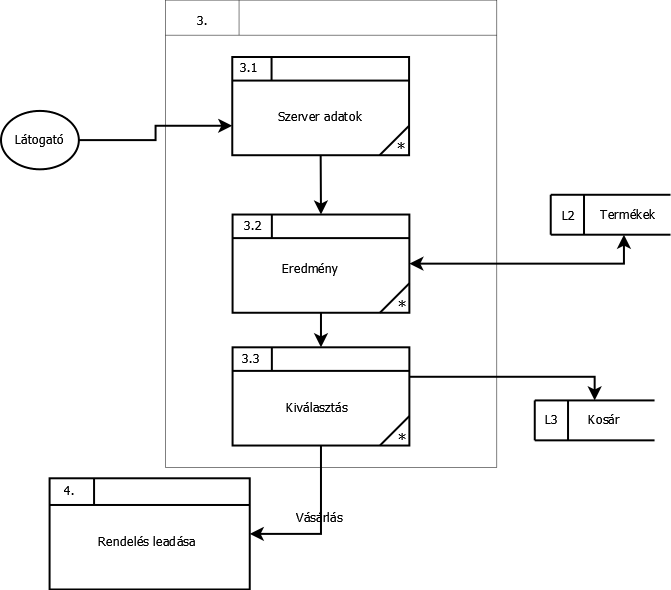 3.
3.1
Szerver adatok
*
Látogató
3.2
Eredmény
*
L2
Termékek
3.3
Kiválasztás
*
L3
Kosár
4.
Vásárlás
Rendelés leadása